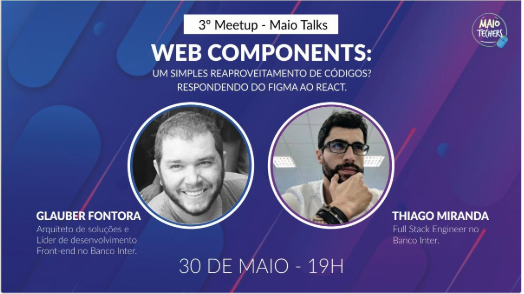 3º Meetup - Maio Talks
MAIO
TECHERS
WEB COMPONENTS:
UM SIMPLES REAPROVEITAMENTO DE CÓDIGOS?
RESPONDENDO DO FIGMA AO REACT.
GLAUBER FONTORA
Arquiteto de soluções e
Líder de desenvolvimento
Front-end no Banco Inter.
THIAGO MIRANDA
Full Stack Engineer no
Banco Inter.
30 DE MAIO - 19H